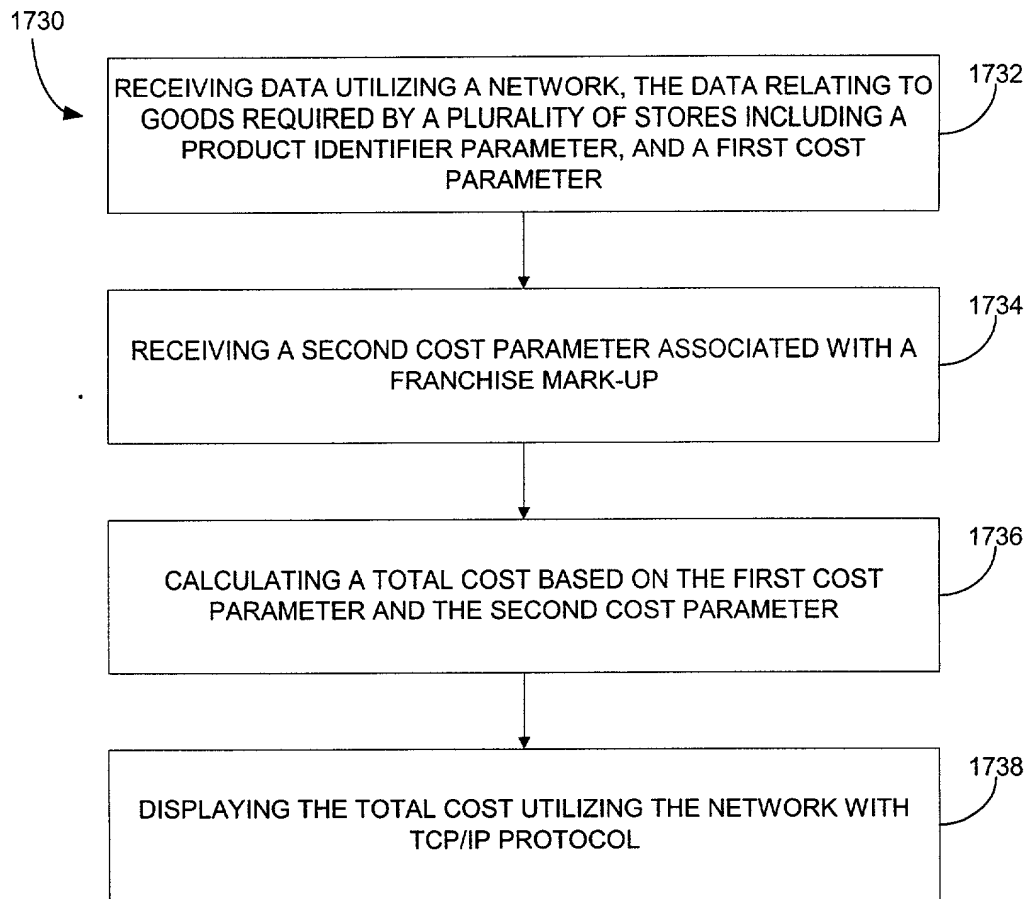 1730
RECEIVING DATA UTILIZING A NETWORK, THE DATA RELATING TO
GOODS REQUIRED BY A PLURALITY OF STORES INCLUDING A
PRODUCT IDENTIFIER PARAMETER, AND A FIRST COST
PARAMETER
1732
RECEIVING A SECOND COST PARAMETER ASSOCIATED WITH A
FRANCHISE MARK-UP
1734
CALCULATING A TOTAL COST BASED ON THE FIRST COST
PARAMETER AND THE SECOND COST PARAMETER
1736
DISPLAYING THE TOTAL COST UTILIZING THE NETWORK WITH
TCP/IP PROTOCOL
1738